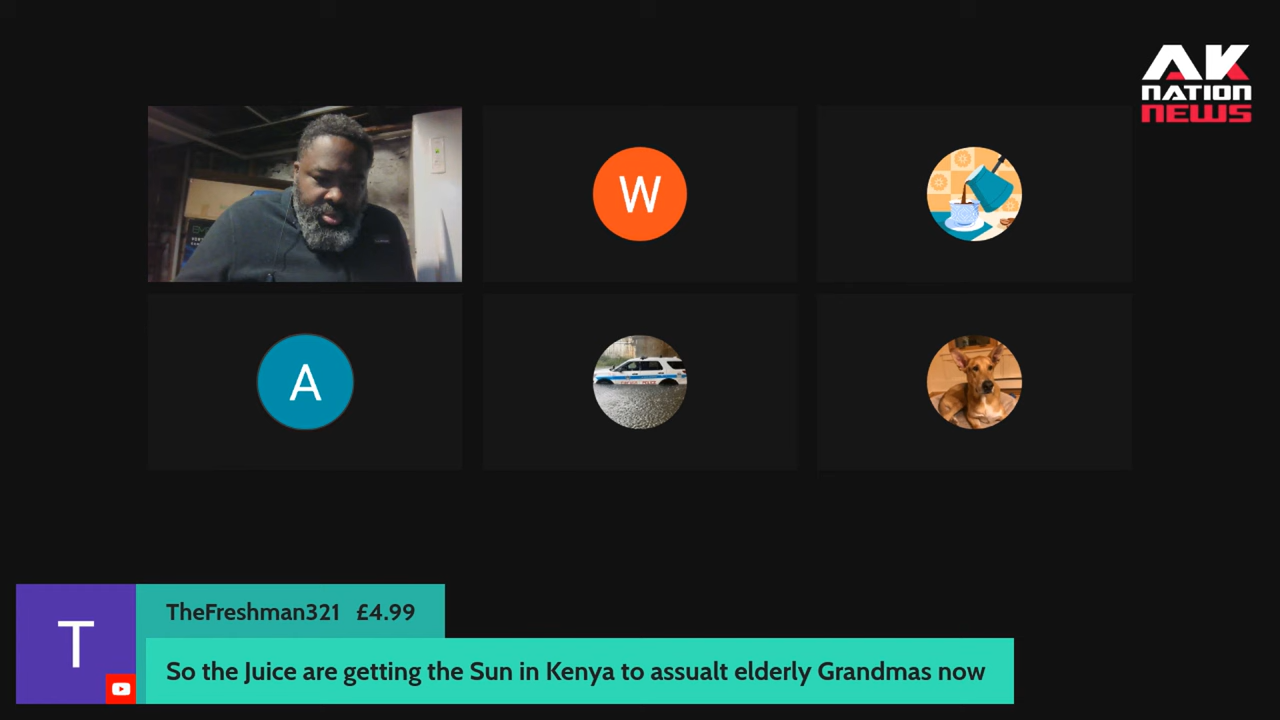 AK
NATION
NEWS
W
A
T
TheFreshman321 £4.99
So the Juice are getting the Sun in Kenya to assualt elderly Grandmas now